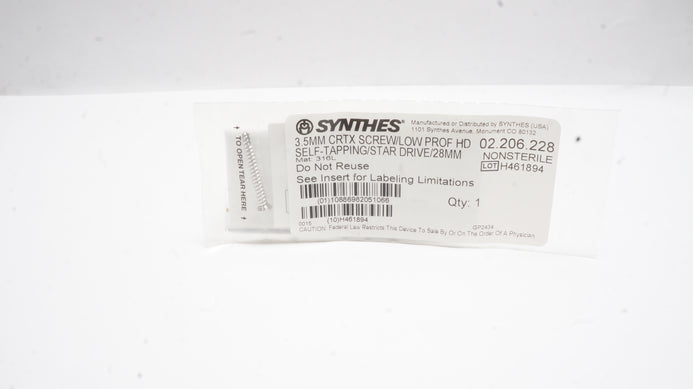 SYNTHES®
Manufactured or Distributed by SYNTHES (USA)
1101 Synthes Avenue, Monument CO 80132
3.5MM CRTX SCREW/LOW PROF HD
02.206.228
SELF-TAPPING/STAR DRIVE/28MM
NONSTERILE
Mat: 316L
LOT H461894
Do Not Reuse
See Insert for Labeling Limitations
(01)10886982051066
Qty: 1
(10)H461894
0015
GP2434
CAUTION: Federal Law Restricts This Device To Sale By Or On The Order Of A Physician.
↑ TO OPEN TEAR HERE ↑